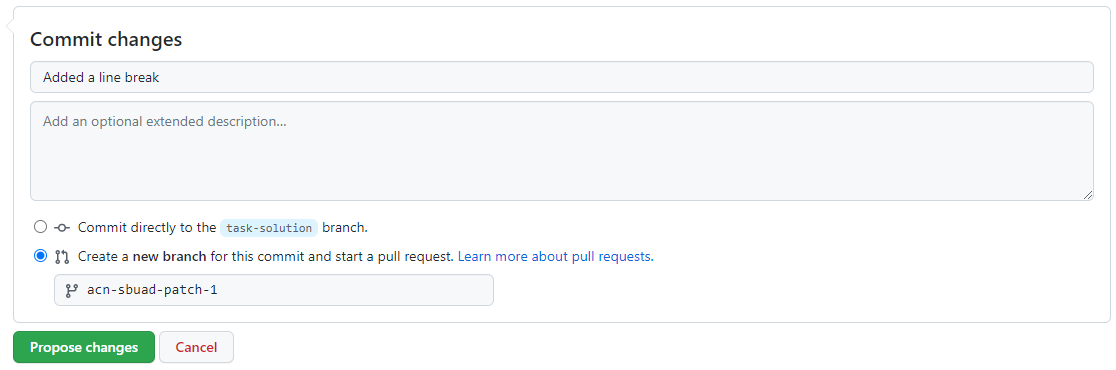 Commit changes
Added a line break
Add an optional extended description...
Commit directly to the task-solution branch.
Create a new branch for this commit and start a pull request. Learn more about pull requests.
acn-sbuad-patch-1
Propose changes Cancel